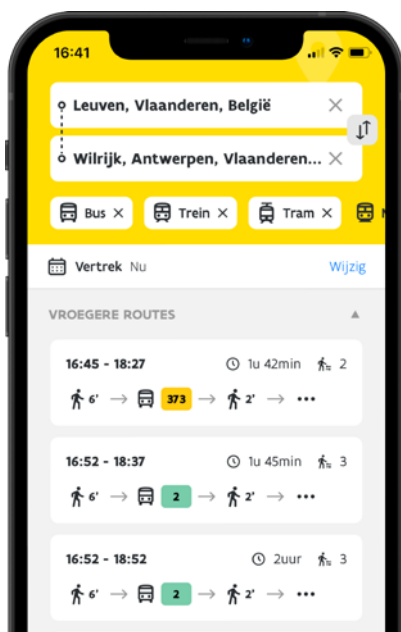 16:41
Leuven, Vlaanderen, België
Wilrijk, Antwerpen, Vlaanderen...
Bus Trein Tram
Vertrek Nu Wijzig
VROEGERE ROUTES
16:45 - 18:27 1u 42min 2
6' 373 2'
16:52 - 18:37 1u 45min 3
6' 2 2'
16:52 - 18:52 2uur 3
6' 2 2'